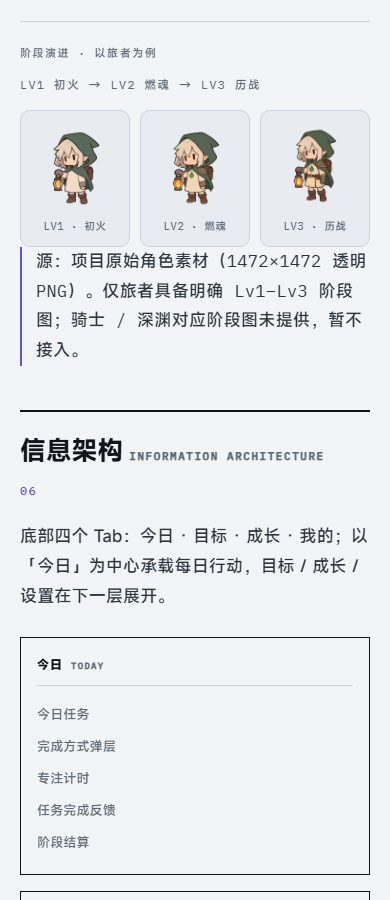 阶段演进 · 以旅者为例
LV1 初火 → LV2 燃魂 → LV3 历战
LV1 · 初火
LV2 · 燃魂
LV3 · 历战
源：项目原始角色素材（1472×1472 透明
PNG）。仅旅者具备明确 Lv1–Lv3 阶段
图；骑士 / 深渊对应阶段图未提供，暂不
接入。
信息架构 INFORMATION ARCHITECTURE
06
底部四个 Tab：今日 · 目标 · 成长 · 我的；以
「今日」为中心承载每日行动，目标 / 成长 /
设置在下一层展开。
今日 TODAY
今日任务
完成方式弹层
专注计时
任务完成反馈
阶段结算